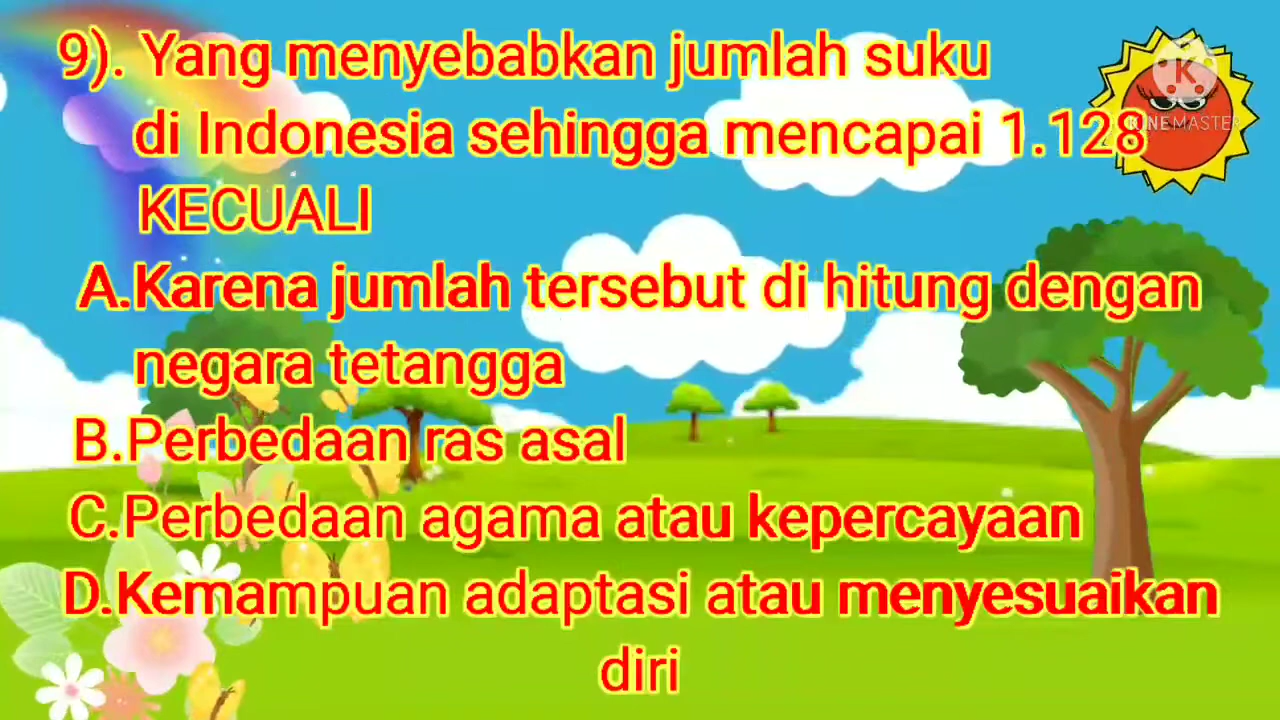 9). Yang menyebabkan jumlah suku
di Indonesia sehingga mencapai 1.128
KECUALI
A.Karena jumlah tersebut di hitung dengan
negara tetangga
B.Perbedaan ras asal
C.Perbedaan agama atau kepercayaan
D.Kemampuan adaptasi atau menyesuaikan
diri
K
KINEMASTER